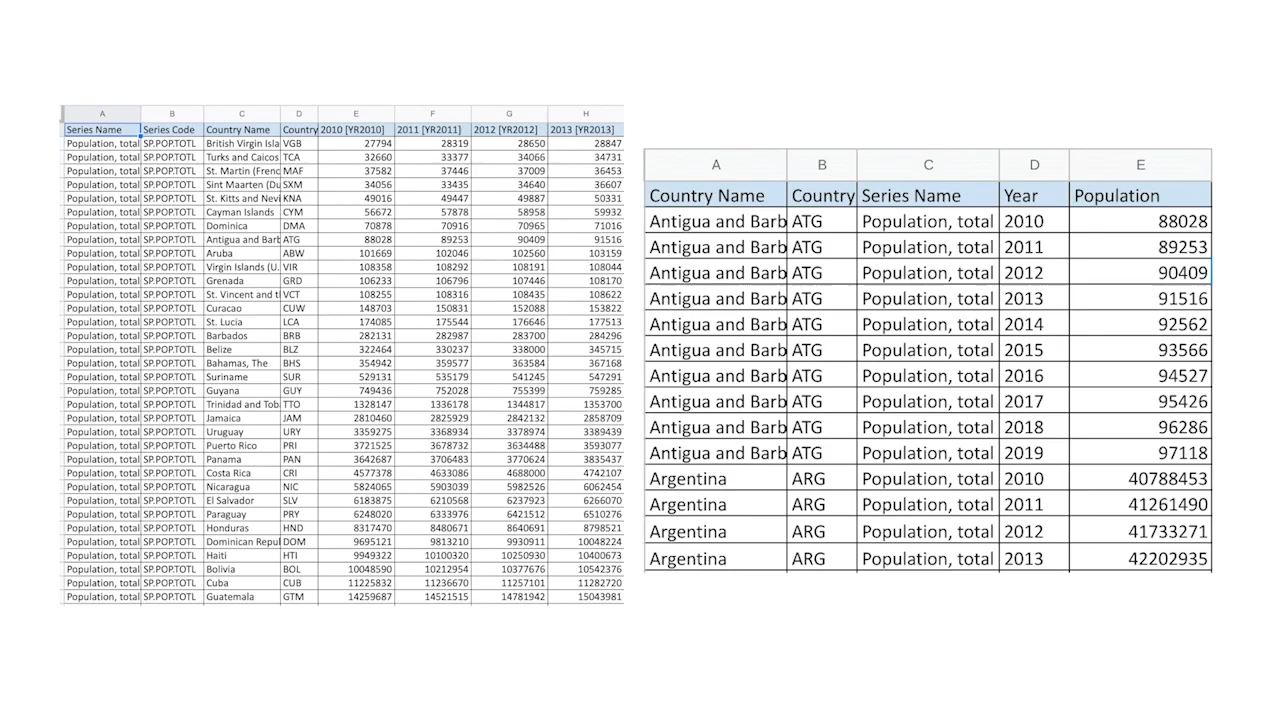 A B C D E F G H
Series Name Series Code Country Name Country 2010 [YR2010] 2011 [YR2011] 2012 [YR2012] 2013 [YR2013]
Population, total SP.POP.TOTL British Virgin Isla VGB 27794 28319 28650 28847
Population, total SP.POP.TOTL Turks and Caicos TCA 32660 33377 34066 34731
Population, total SP.POP.TOTL St. Martin (Frenc MAF 37582 37446 37009 36453
Population, total SP.POP.TOTL Sint Maarten (Du SXM 34056 33435 34640 36607
Population, total SP.POP.TOTL St. Kitts and Nevi KNA 49016 49447 49887 50331
Population, total SP.POP.TOTL Cayman Islands CYM 56672 57878 58958 59932
Population, total SP.POP.TOTL Dominica DMA 70878 70916 70965 71016
Population, total SP.POP.TOTL Antigua and Bart ATG 88028 89253 90409 91516
Population, total SP.POP.TOTL Aruba ABW 101669 102046 102560 103159
Population, total SP.POP.TOTL Virgin Islands (U. VIR 108358 108292 108191 108044
Population, total SP.POP.TOTL Grenada GRD 106233 106796 107446 108170
Population, total SP.POP.TOTL St. Vincent and tl VCT 108255 108316 108435 108622
Population, total SP.POP.TOTL Curacao CUW 148703 150831 152088 153822
Population, total SP.POP.TOTL St. Lucia LCA 174085 175544 176646 177513
Population, total SP.POP.TOTL Barbados BRB 282131 282987 283700 284296
Population, total SP.POP.TOTL Belize BLZ 322464 330237 338000 345715
Population, total SP.POP.TOTL Bahamas, The BHS 354942 359577 363584 367168
Population, total SP.POP.TOTL Suriname SUR 529131 535179 541245 547291
Population, total SP.POP.TOTL Guyana GUY 749436 752028 755399 759285
Population, total SP.POP.TOTL Trinidad and Tob TTO 1328147 1336178 1344817 1353700
Population, total SP.POP.TOTL Jamaica JAM 2810460 2825929 2842132 2858709
Population, total SP.POP.TOTL Uruguay URY 3359275 3368934 3378974 3389439
Population, total SP.POP.TOTL Puerto Rico PRI 3721525 3678732 3634488 3593077
Population, total SP.POP.TOTL Panama PAN 3642687 3706483 3770624 3835437
Population, total SP.POP.TOTL Costa Rica CRI 4577378 4633086 4688000 4742107
Population, total SP.POP.TOTL Nicaragua NIC 5824065 5903039 5982526 6062454
Population, total SP.POP.TOTL El Salvador SLV 6183875 6210568 6237923 6266070
Population, total SP.POP.TOTL Paraguay PRY 6248020 6333976 6421512 6510276
Population, total SP.POP.TOTL Honduras HND 8317470 8480671 8640691 8798521
Population, total SP.POP.TOTL Dominican Repul DOM 9695121 9813210 9930911 10048224
Population, total SP.POP.TOTL Haiti HTI 9949322 10100320 10250930 10400673
Population, total SP.POP.TOTL Bolivia BOL 10048590 10212954 10377676 10542376
Population, total SP.POP.TOTL Cuba CUB 11225832 11236670 11257101 11282720
Population, total SP.POP.TOTL Guatemala GTM 14259687 14521515 14781942 15043981
A B C D E
Country Name Country Series Name Year Population
Antigua and Barb ATG Population, total 2010 88028
Antigua and Barb ATG Population, total 2011 89253
Antigua and Barb ATG Population, total 2012 90409
Antigua and Barb ATG Population, total 2013 91516
Antigua and Barb ATG Population, total 2014 92562
Antigua and Barb ATG Population, total 2015 93566
Antigua and Barb ATG Population, total 2016 94527
Antigua and Barb ATG Population, total 2017 95426
Antigua and Barb ATG Population, total 2018 96286
Antigua and Barb ATG Population, total 2019 97118
Argentina ARG Population, total 2010 40788453
Argentina ARG Population, total 2011 41261490
Argentina ARG Population, total 2012 41733271
Argentina ARG Population, total 2013 42202935